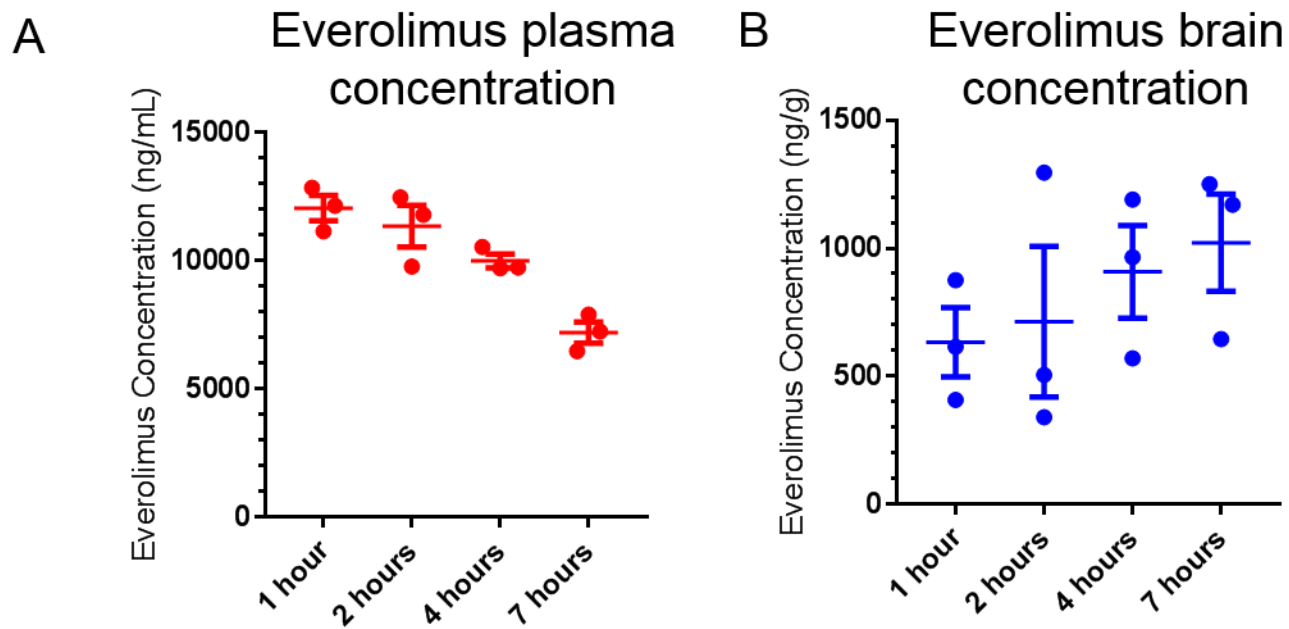 A
Everolimus plasma
concentration
Everolimus Concentration (ng/mL)
15000
10000
5000
0
1 hour
2 hours
4 hours
7 hours
B
Everolimus brain
concentration
Everolimus Concentration (ng/g)
1500
1000
500
0
1 hour
2 hours
4 hours
7 hours